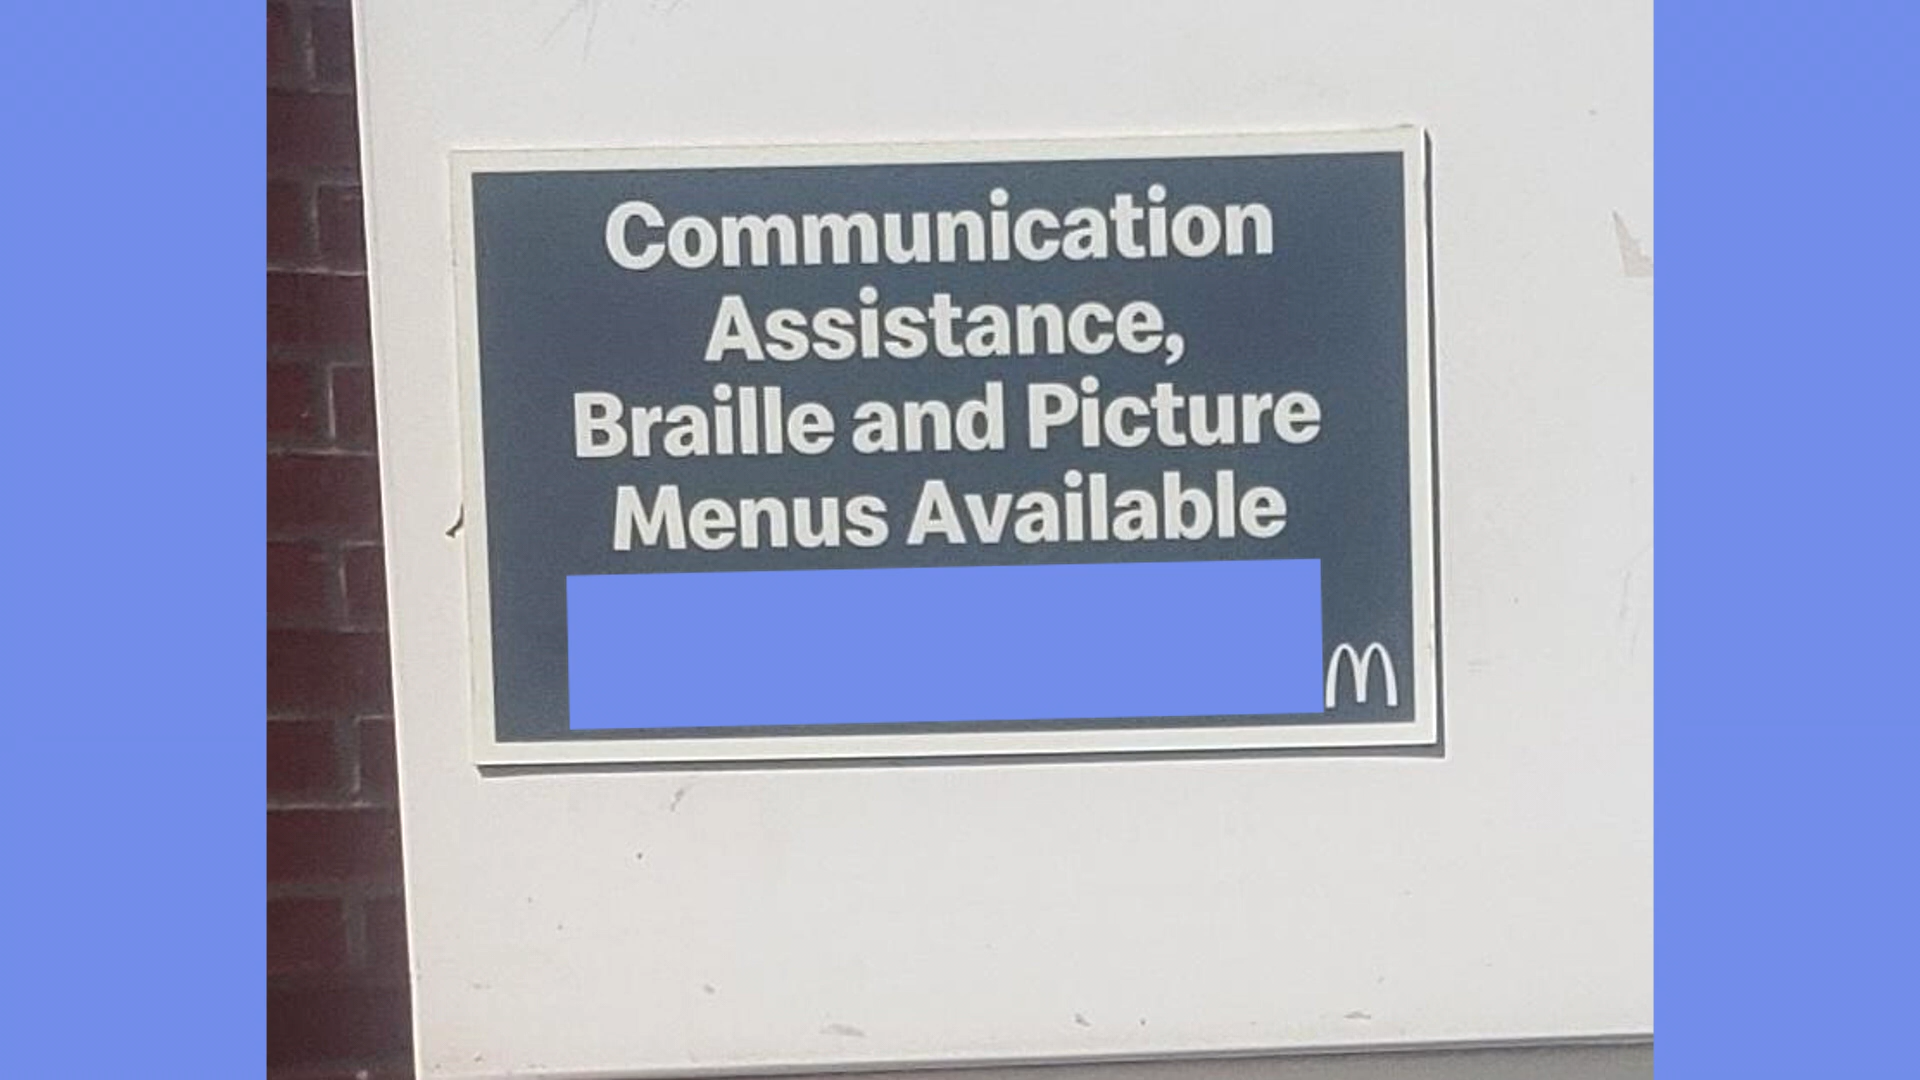 Communication
Assistance,
Braille and Picture
Menus Available